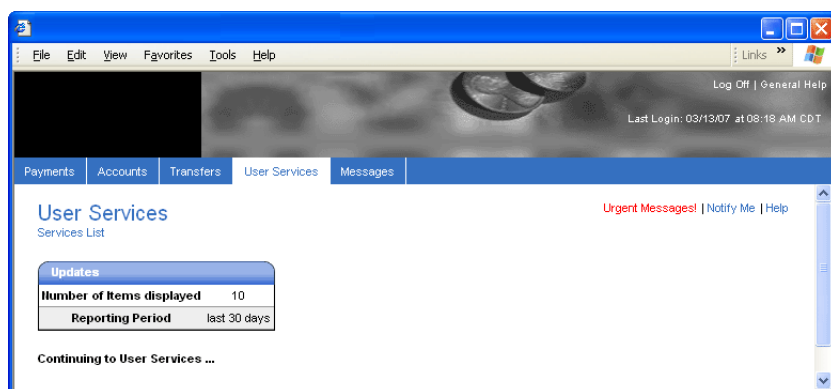 File Edit View Favorites Tools Help Links »
Log Off | General Help
Last Login: 03/13/07 at 08:18 AM CDT
Payments Accounts Transfers User Services Messages
User Services
Urgent Messages! | Notify Me | Help
Services List
Updates
Number of Items displayed 10
Reporting Period last 30 days
Continuing to User Services ...